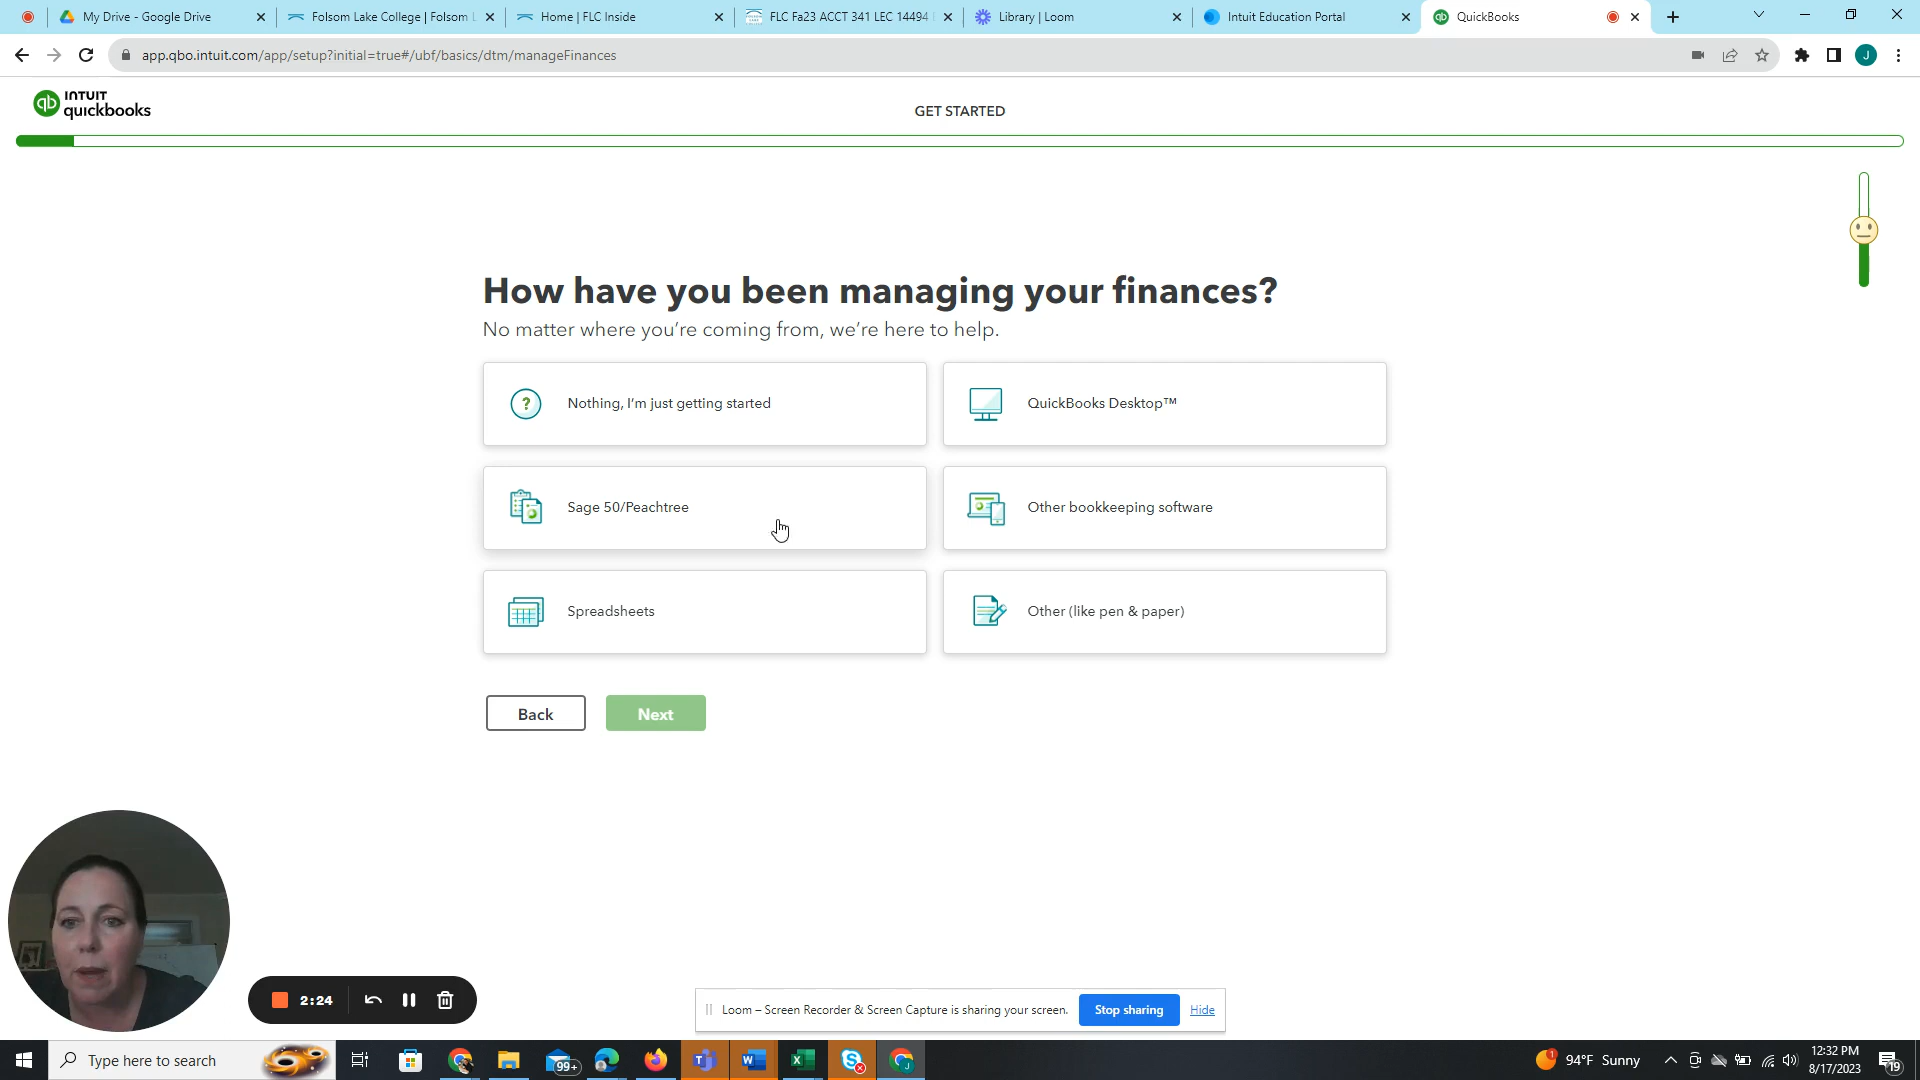 My Drive - Google Drive
Folsom Lake College | Folsom L
Home | FLC Inside
FLC Fa23 ACCT 341 LEC 14494
Library | Loom
Intuit Education Portal
QuickBooks
app.qbo.intuit.com/app/setup?initial=true#/ubf/basics/dtm/manageFinances
J
INTUIT
quickbooks
GET STARTED
How have you been managing your finances?
No matter where you're coming from, we're here to help.
Nothing, I'm just getting started
QuickBooks Desktop™
Sage 50/Peachtree
Other bookkeeping software
Spreadsheets
Other (like pen & paper)
Back
Next
2:24
Loom – Screen Recorder & Screen Capture is sharing your screen.
Stop sharing
Hide
Type here to search
99+
94°F Sunny
12:32 PM
8/17/2023
19